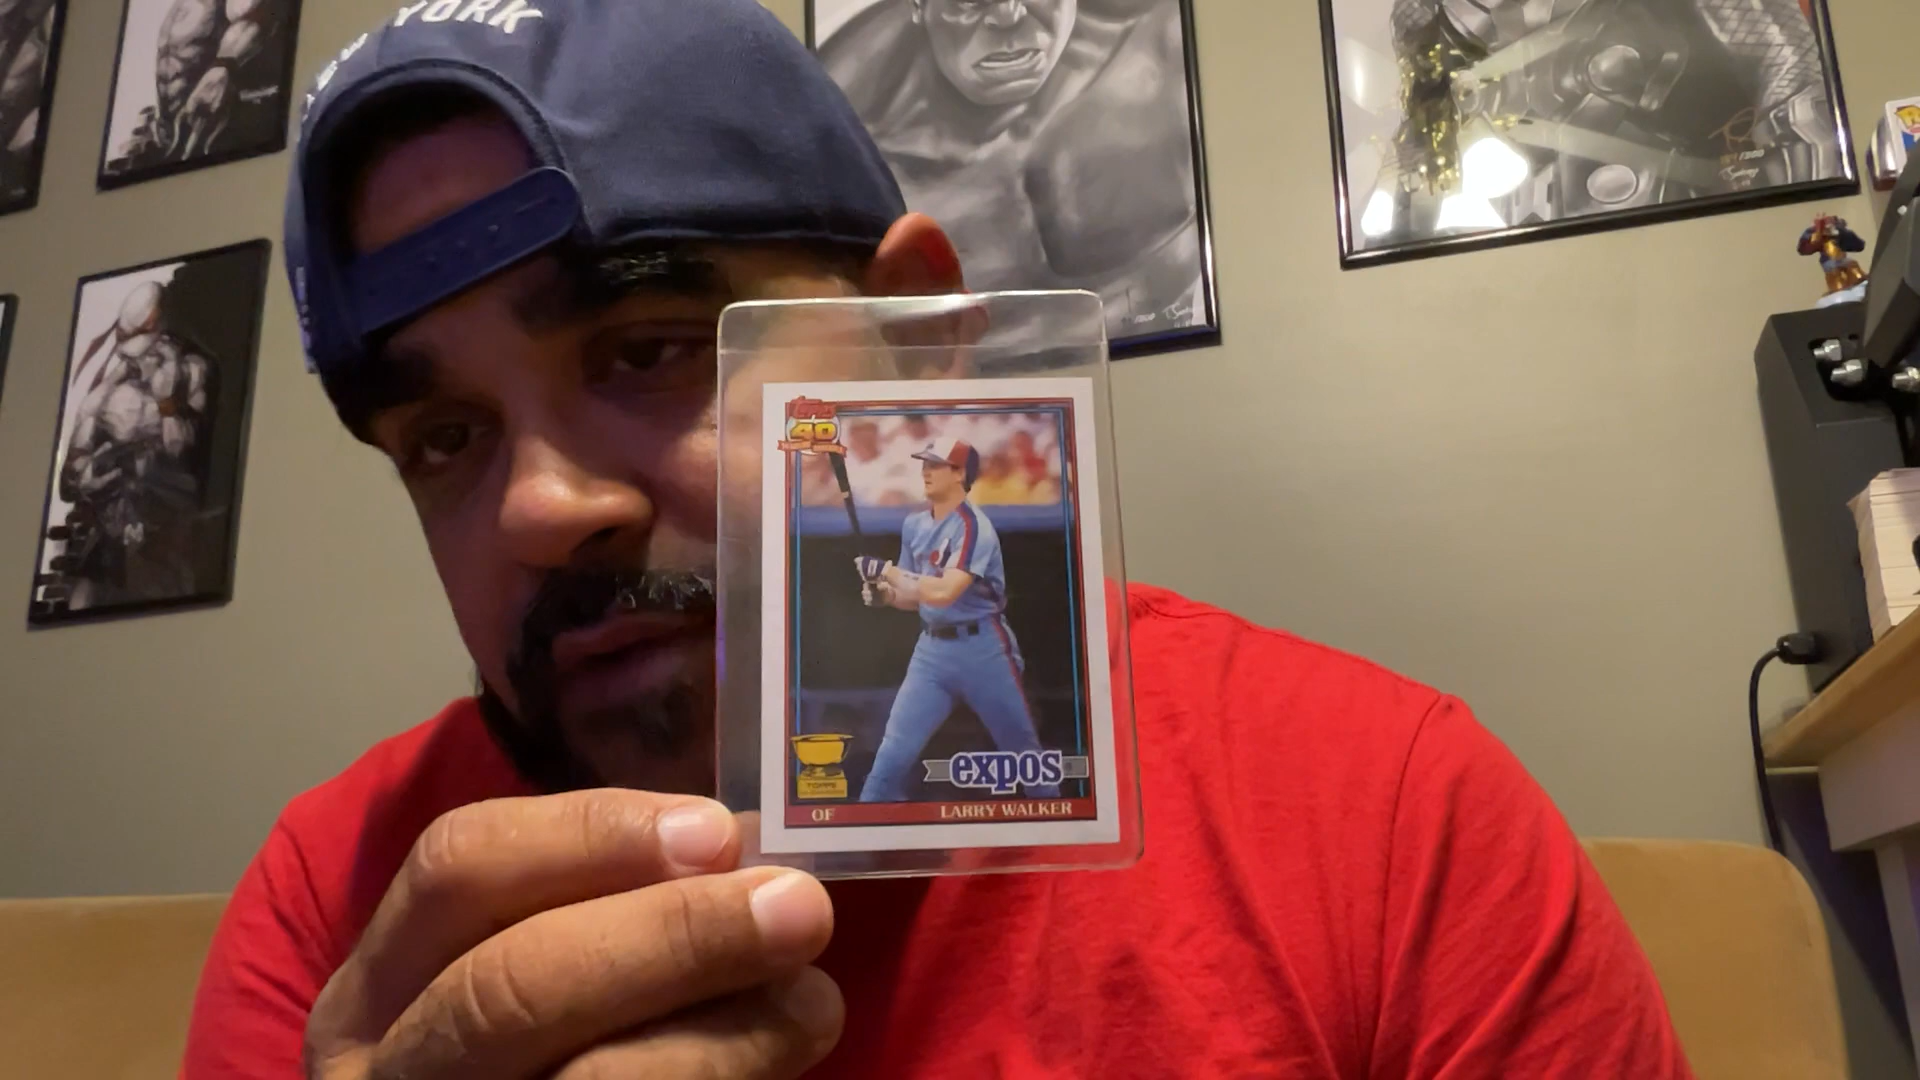 YORK
Topps
40
TOPPS
expos
OF
LARRY WALKER